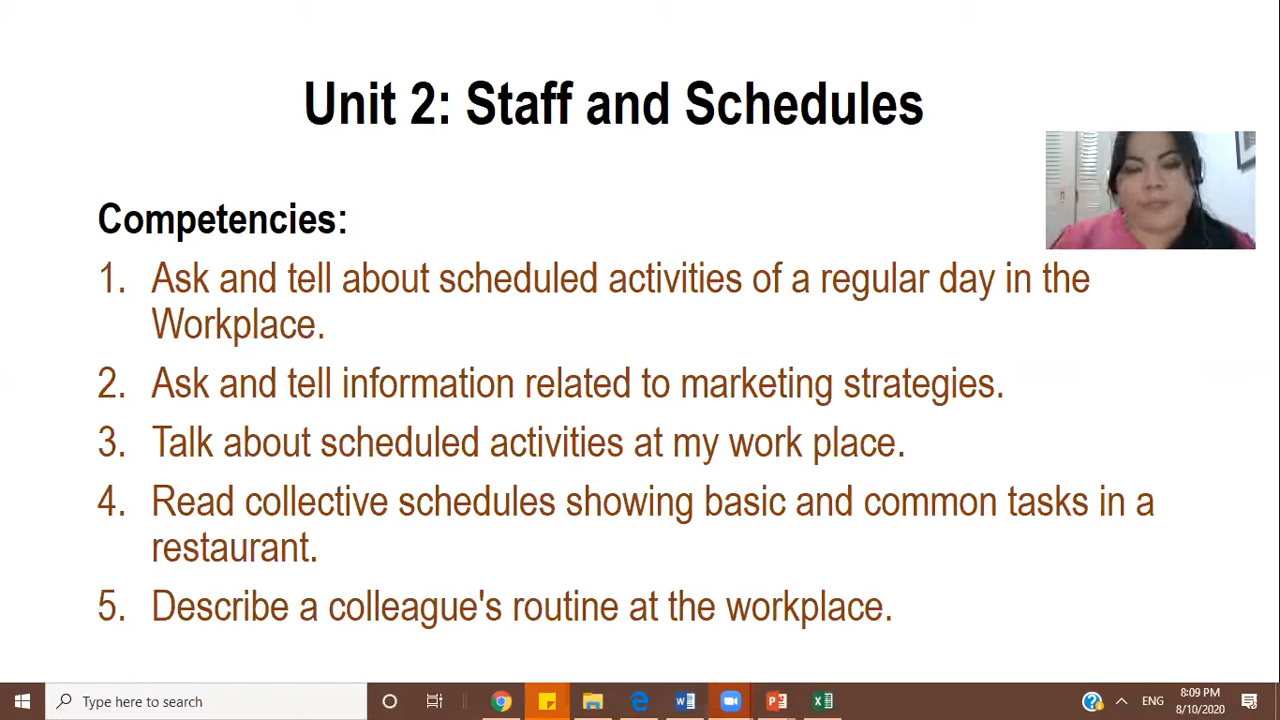 Unit 2: Staff and Schedules
Competencies:
1. Ask and tell about scheduled activities of a regular day in the
Workplace.
2. Ask and tell information related to marketing strategies.
3. Talk about scheduled activities at my work place.
4. Read collective schedules showing basic and common tasks in a
restaurant.
5. Describe a colleague's routine at the workplace.
Type here to search
ENG
8:09 PM
8/10/2020